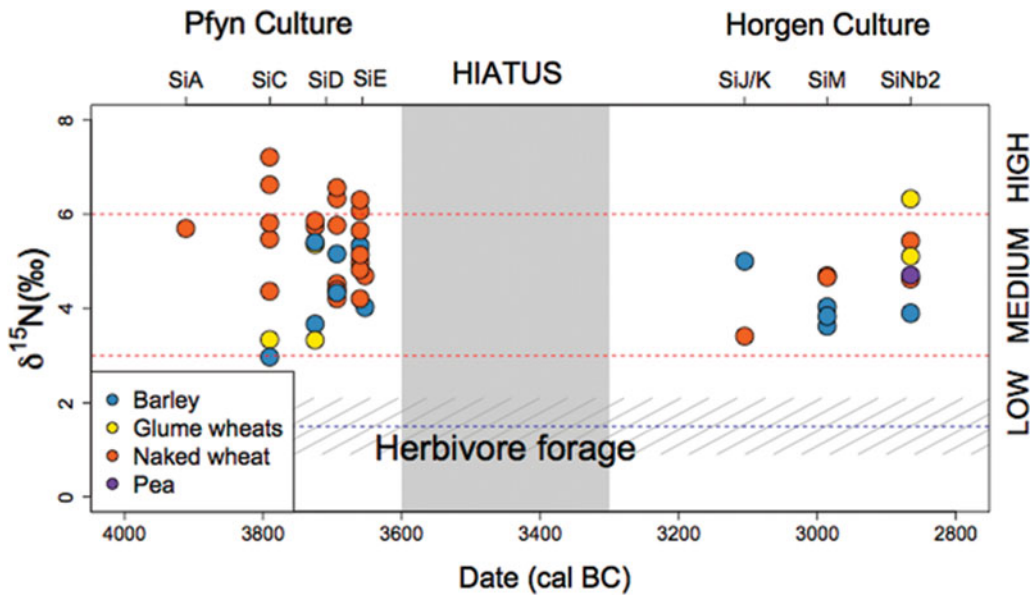 Pfyn Culture
Horgen Culture
SiA SiC SiD SiE HIATUS SiJ/K SiM SiNb2
8
6
4
2
0
δ¹⁵N(‰)
HIGH
MEDIUM
LOW
Barley
Glume wheats
Naked wheat
Pea
Herbivore forage
4000 3800 3600 3400 3200 3000 2800
Date (cal BC)